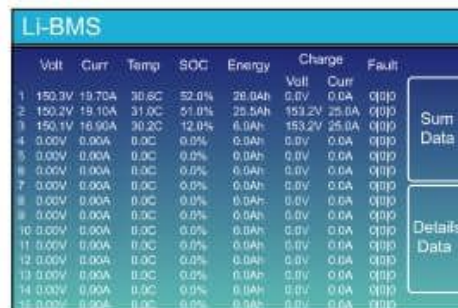 Li-BMS
Volt Curr Temp SOC Energy Charge Fault
Volt Curr
1 150.3V 19.70A 30.6C 52.0% 26.0Ah 0.0V 0.0A 0|0|0
2 150.2V 19.10A 31.0C 51.0% 25.5Ah 153.2V 25.0A 0|0|0
3 150.1V 16.90A 30.2C 12.0% 6.0Ah 153.2V 25.0A 0|0|0
4 0.00V 0.00A 0.0C 0.0% 0.0Ah 0.0V 0.0A 0|0|0
5 0.00V 0.00A 0.0C 0.0% 0.0Ah 0.0V 0.0A 0|0|0
6 0.00V 0.00A 0.0C 0.0% 0.0Ah 0.0V 0.0A 0|0|0
7 0.00V 0.00A 0.0C 0.0% 0.0Ah 0.0V 0.0A 0|0|0
8 0.00V 0.00A 0.0C 0.0% 0.0Ah 0.0V 0.0A 0|0|0
9 0.00V 0.00A 0.0C 0.0% 0.0Ah 0.0V 0.0A 0|0|0
10 0.00V 0.00A 0.0C 0.0% 0.0Ah 0.0V 0.0A 0|0|0
11 0.00V 0.00A 0.0C 0.0% 0.0Ah 0.0V 0.0A 0|0|0
12 0.00V 0.00A 0.0C 0.0% 0.0Ah 0.0V 0.0A 0|0|0
13 0.00V 0.00A 0.0C 0.0% 0.0Ah 0.0V 0.0A 0|0|0
14 0.00V 0.00A 0.0C 0.0% 0.0Ah 0.0V 0.0A 0|0|0
Sum
Data
Details
Data